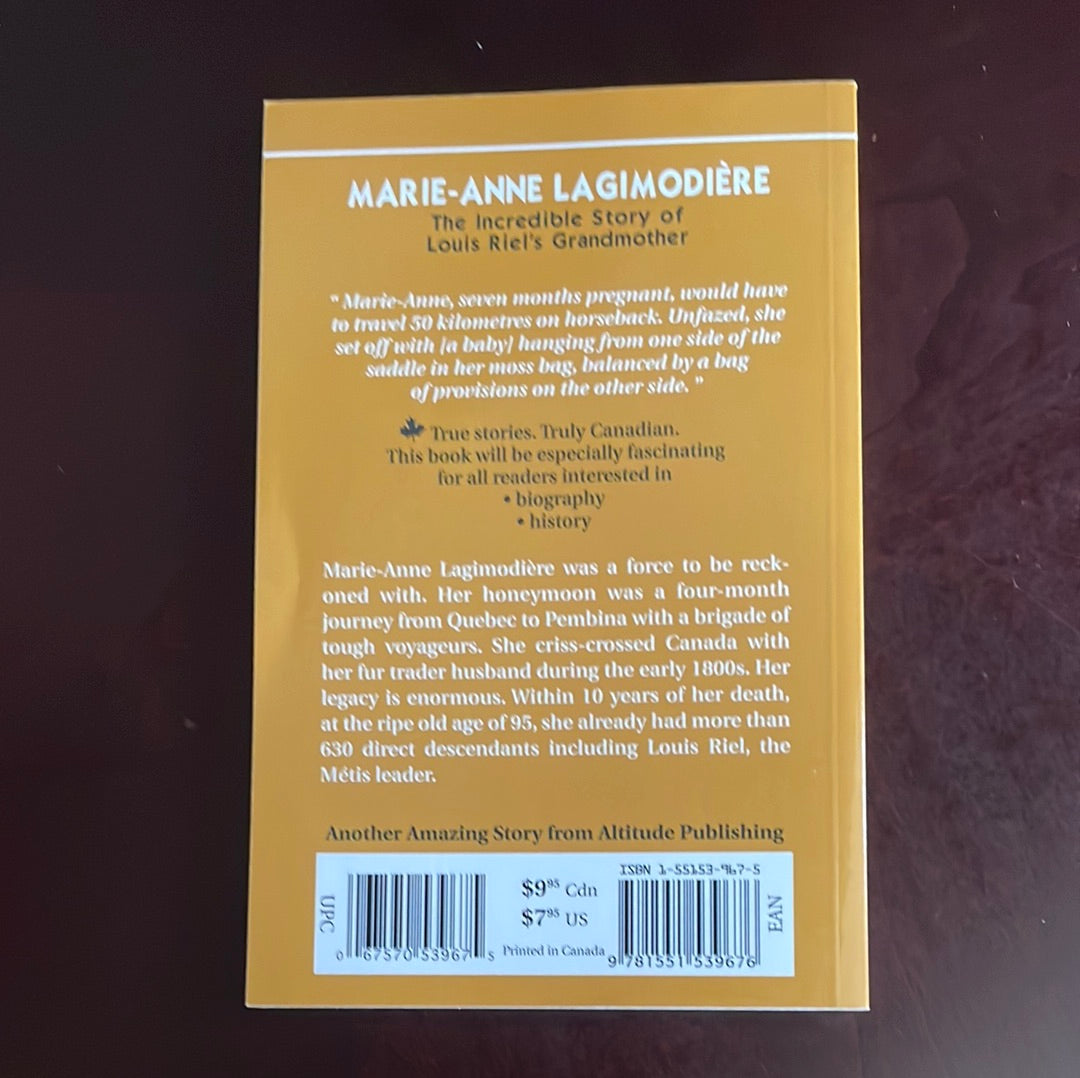 MARIE-ANNE LAGIMODIÈRE
The Incredible Story of
Louis Riel's Grandmother
"Marie-Anne, seven months pregnant, would have
to travel 50 kilometres on horseback. Unfazed, she
set off with [a baby] hanging from one side of the
saddle in her moss bag, balanced by a bag
of provisions on the other side."
True stories. Truly Canadian.
This book will be especially fascinating
for all readers interested in
• biography
• history
Marie-Anne Lagimodière was a force to be reck-
oned with. Her honeymoon was a four-month
journey from Quebec to Pembina with a brigade of
tough voyageurs. She criss-crossed Canada with
her fur trader husband during the early 1800s. Her
legacy is enormous. Within 10 years of her death,
at the ripe old age of 95, she already had more than
630 direct descendants including Louis Riel, the
Métis leader.
Another Amazing Story from Altitude Publishing
UPC
0 67570 53967 5
$9.95 Cdn
$7.95 US
Printed in Canada
ISBN 1-55153-967-5
9 781551 539676
EAN